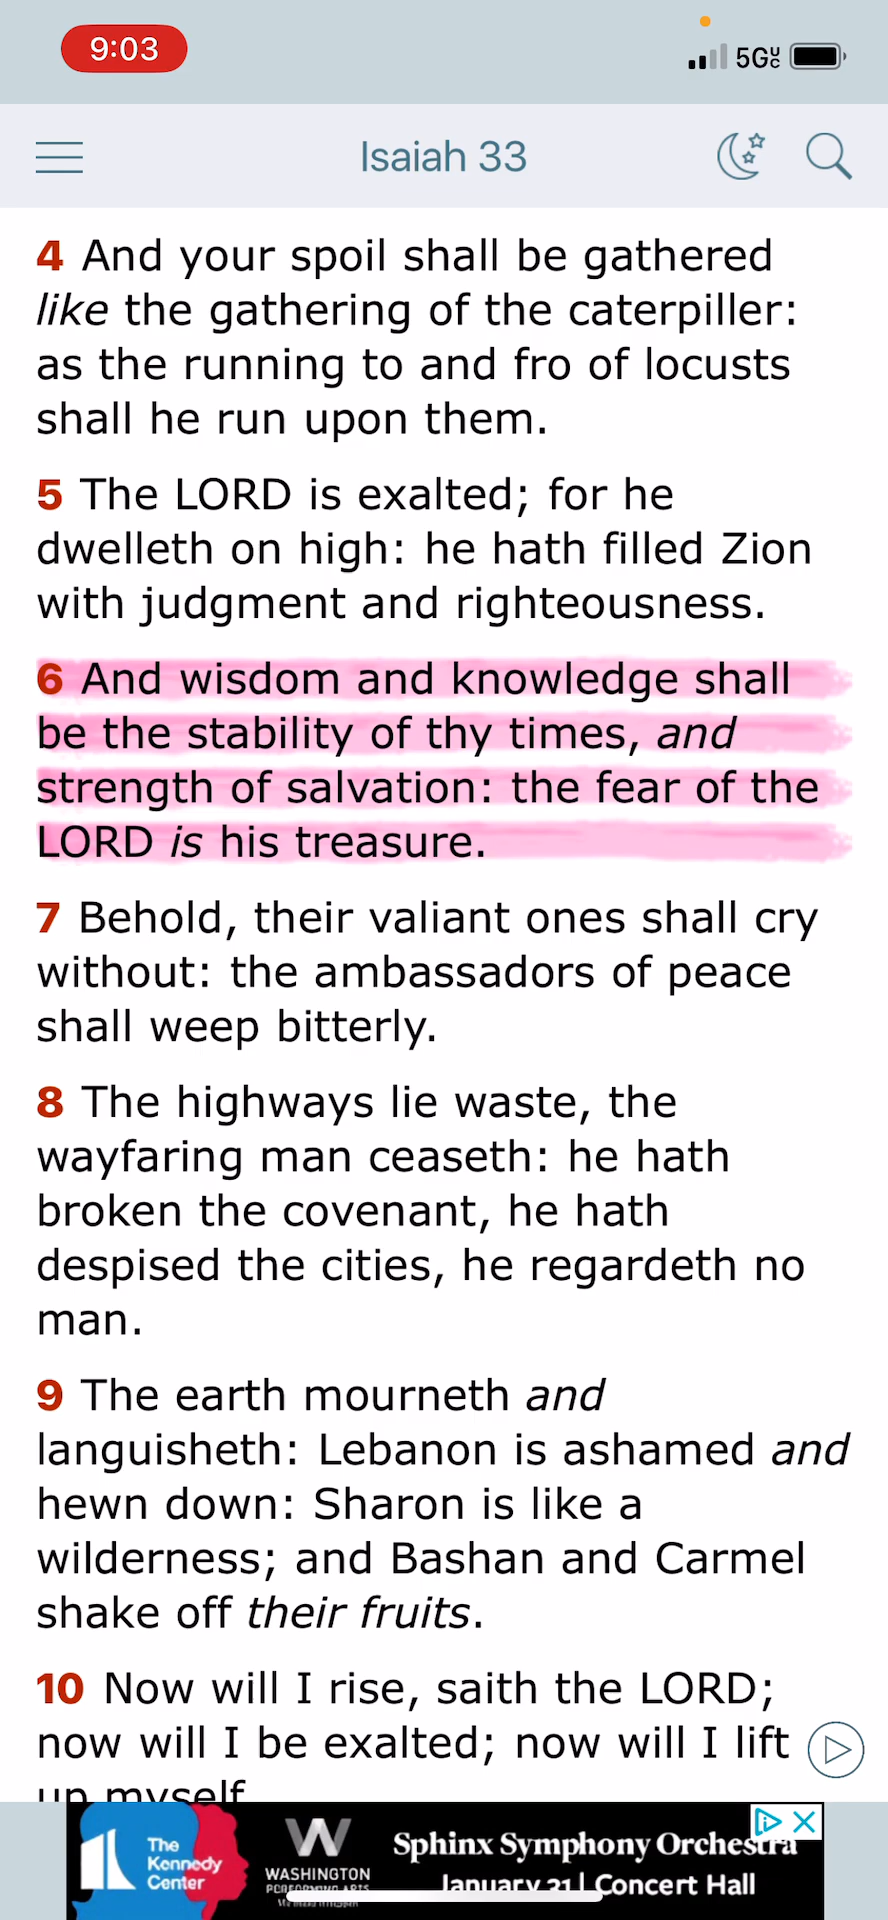 9:03
5G UC
Isaiah 33
4 And your spoil shall be gathered
like the gathering of the caterpiller:
as the running to and fro of locusts
shall he run upon them.
5 The LORD is exalted; for he
dwelleth on high: he hath filled Zion
with judgment and righteousness.
6 And wisdom and knowledge shall
be the stability of thy times, and
strength of salvation: the fear of the
LORD is his treasure.
7 Behold, their valiant ones shall cry
without: the ambassadors of peace
shall weep bitterly.
8 The highways lie waste, the
wayfaring man ceaseth: he hath
broken the covenant, he hath
despised the cities, he regardeth no
man.
9 The earth mourneth and
languisheth: Lebanon is ashamed and
hewn down: Sharon is like a
wilderness; and Bashan and Carmel
shake off their fruits.
10 Now will I rise, saith the LORD;
now will I be exalted; now will I lift
up myself
The
Kennedy
Center
W
WASHINGTON
PERFORMING ARTS
Sphinx Symphony Orchestra
January 21 | Concert Hall